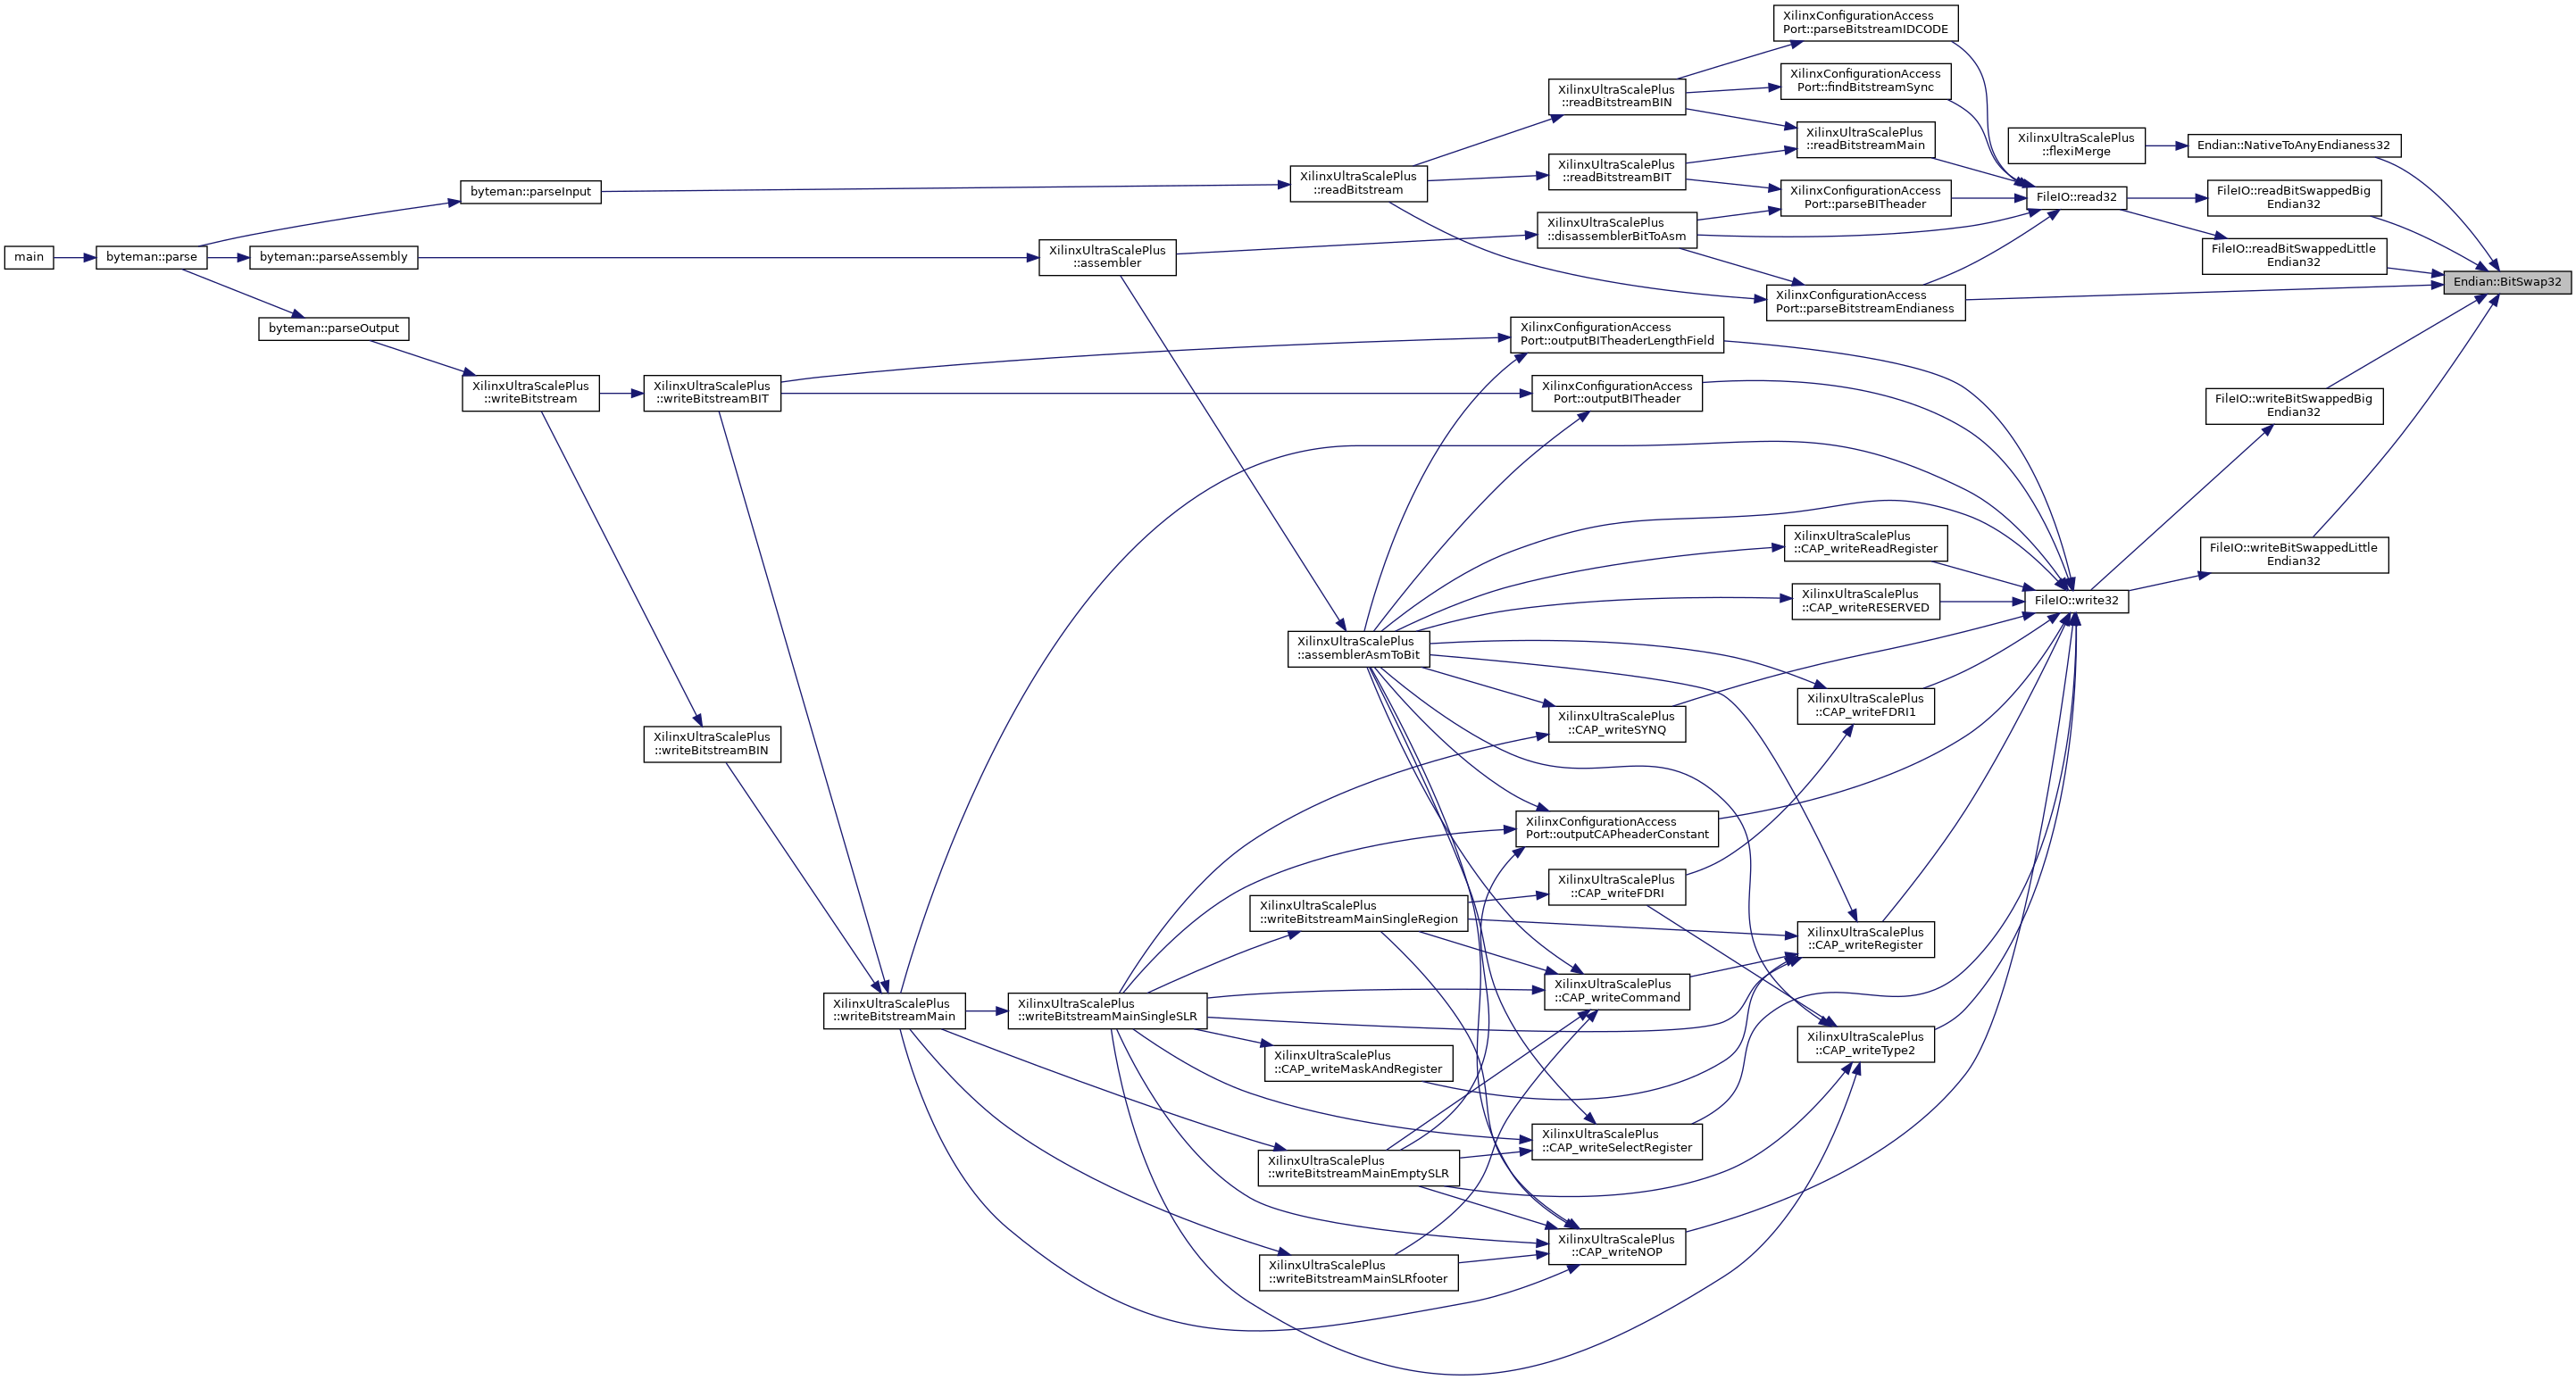 XilinxConfigurationAccess
Port::parseBitstreamIDCODE
XilinxConfigurationAccess
Port::findBitstreamSync
XilinxUltraScalePlus
::readBitstreamBIN
XilinxUltraScalePlus
::readBitstreamMain
XilinxUltraScalePlus
::flexiMerge
Endian::NativeToAnyEndianess32
XilinxUltraScalePlus
::readBitstreamBIT
XilinxUltraScalePlus
::readBitstream
byteman::parseInput
XilinxConfigurationAccess
Port::parseBITheader
FileIO::read32
FileIO::readBitSwappedBig
Endian32
XilinxUltraScalePlus
::disassemblerBitToAsm
main
byteman::parse
byteman::parseAssembly
XilinxUltraScalePlus
::assembler
FileIO::readBitSwappedLittle
Endian32
Endian::BitSwap32
XilinxConfigurationAccess
Port::parseBitstreamEndianess
byteman::parseOutput
XilinxConfigurationAccess
Port::outputBITheaderLengthField
XilinxUltraScalePlus
::writeBitstream
XilinxUltraScalePlus
::writeBitstreamBIT
XilinxConfigurationAccess
Port::outputBITheader
FileIO::writeBitSwappedBig
Endian32
XilinxUltraScalePlus
::CAP_writeReadRegister
FileIO::writeBitSwappedLittle
Endian32
XilinxUltraScalePlus
::CAP_writeRESERVED
FileIO::write32
XilinxUltraScalePlus
::assemblerAsmToBit
XilinxUltraScalePlus
::CAP_writeFDRI1
XilinxUltraScalePlus
::CAP_writeSYNQ
XilinxUltraScalePlus
::writeBitstreamBIN
XilinxConfigurationAccess
Port::outputCAPheaderConstant
XilinxUltraScalePlus
::CAP_writeFDRI
XilinxUltraScalePlus
::writeBitstreamMainSingleRegion
XilinxUltraScalePlus
::CAP_writeRegister
XilinxUltraScalePlus
::CAP_writeCommand
XilinxUltraScalePlus
::writeBitstreamMain
XilinxUltraScalePlus
::writeBitstreamMainSingleSLR
XilinxUltraScalePlus
::CAP_writeType2
XilinxUltraScalePlus
::CAP_writeMaskAndRegister
XilinxUltraScalePlus
::CAP_writeSelectRegister
XilinxUltraScalePlus
::writeBitstreamMainEmptySLR
XilinxUltraScalePlus
::CAP_writeNOP
XilinxUltraScalePlus
::writeBitstreamMainSLRfooter